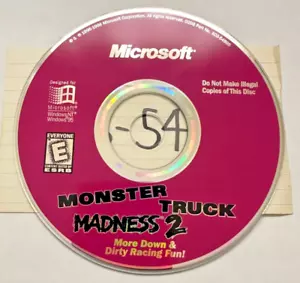 Microsoft
Designed for
Microsoft
Windows NT
Windows 95
Do Not Make Illegal
Copies of This Disc
-54
EVERYONE
E
ESRB
MONSTER TRUCK
MADNESS 2
More Down &
Dirty Racing Fun!